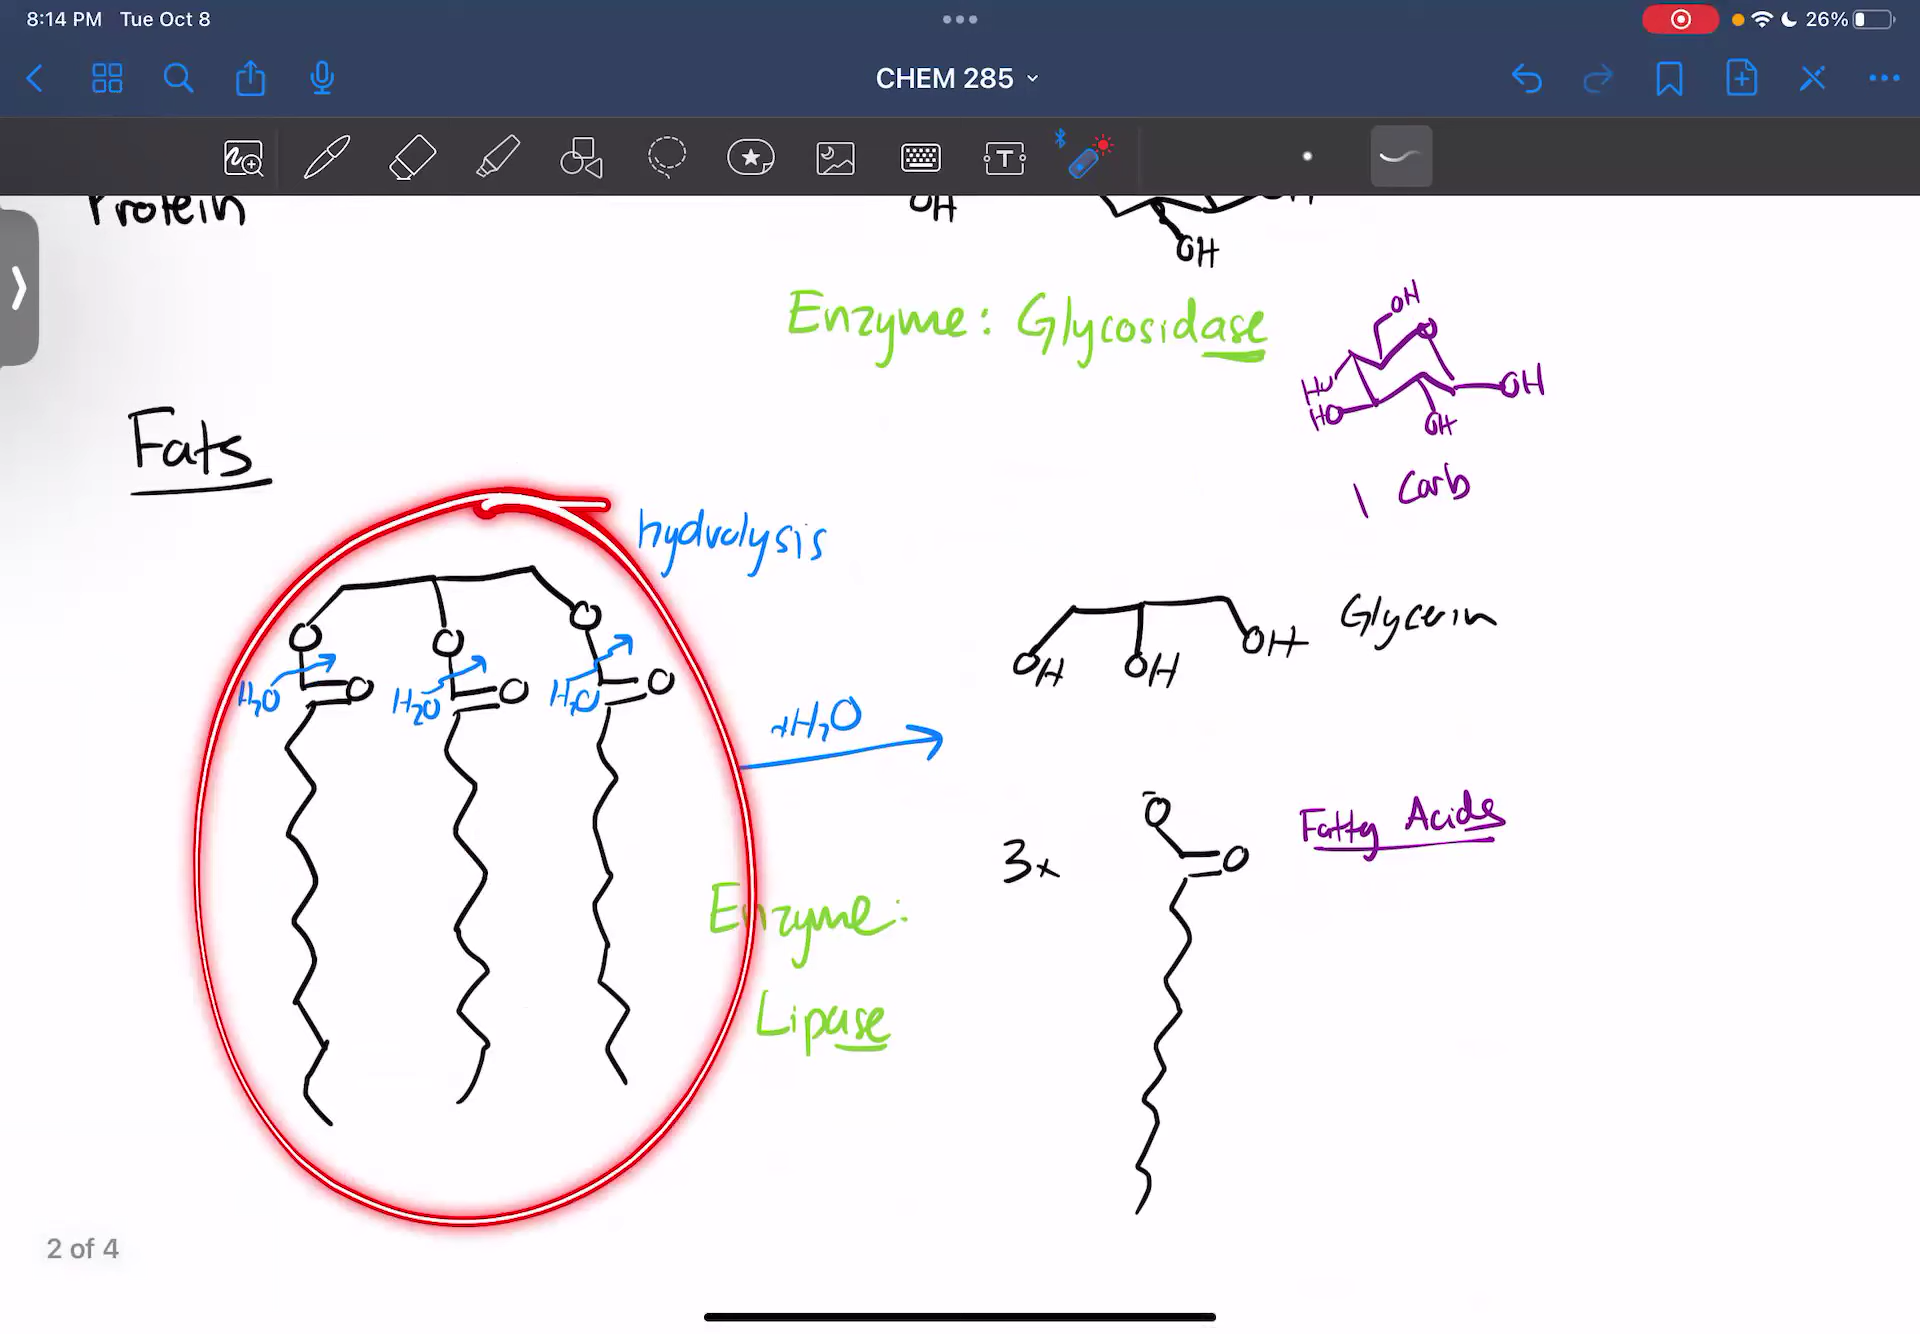 8:14 PM Tue Oct 8
26%
CHEM 285
T
Protein
OH
OH
Enzyme: Glycosidase
OH
O
HO
HO
OH
OH
1 Carb
Fats
hydrolysis
O
O
O
O
O
O
H2O
H2O
H2O
+H2O
OH
OH
OH
Glycerin
3x
-O
O
Fatty Acids
Enzyme:
Lipase
2 of 4